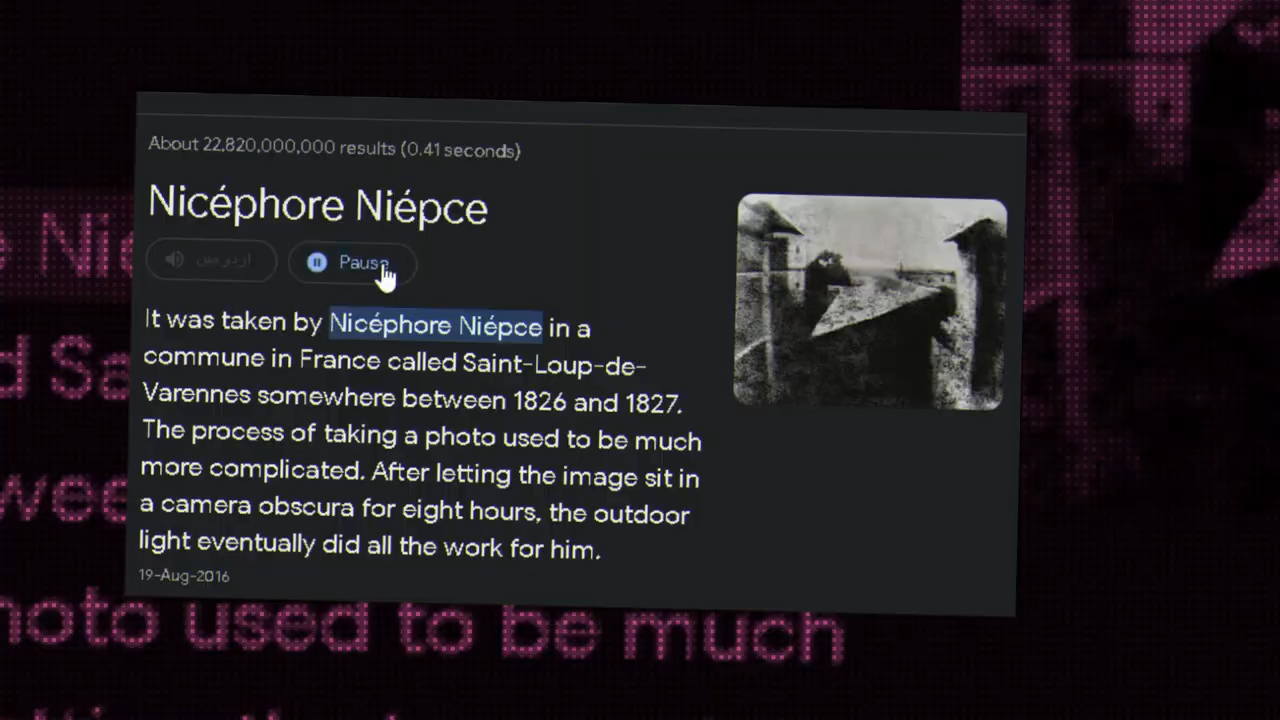 About 22,820,000,000 results (0.41 seconds)
Nicéphore Niépce
اردو میں
Pause
It was taken by Nicéphore Niépce in a
commune in France called Saint-Loup-de-
Varennes somewhere between 1826 and 1827.
The process of taking a photo used to be much
more complicated. After letting the image sit in
a camera obscura for eight hours, the outdoor
light eventually did all the work for him.
19-Aug-2016
hoto used to be much